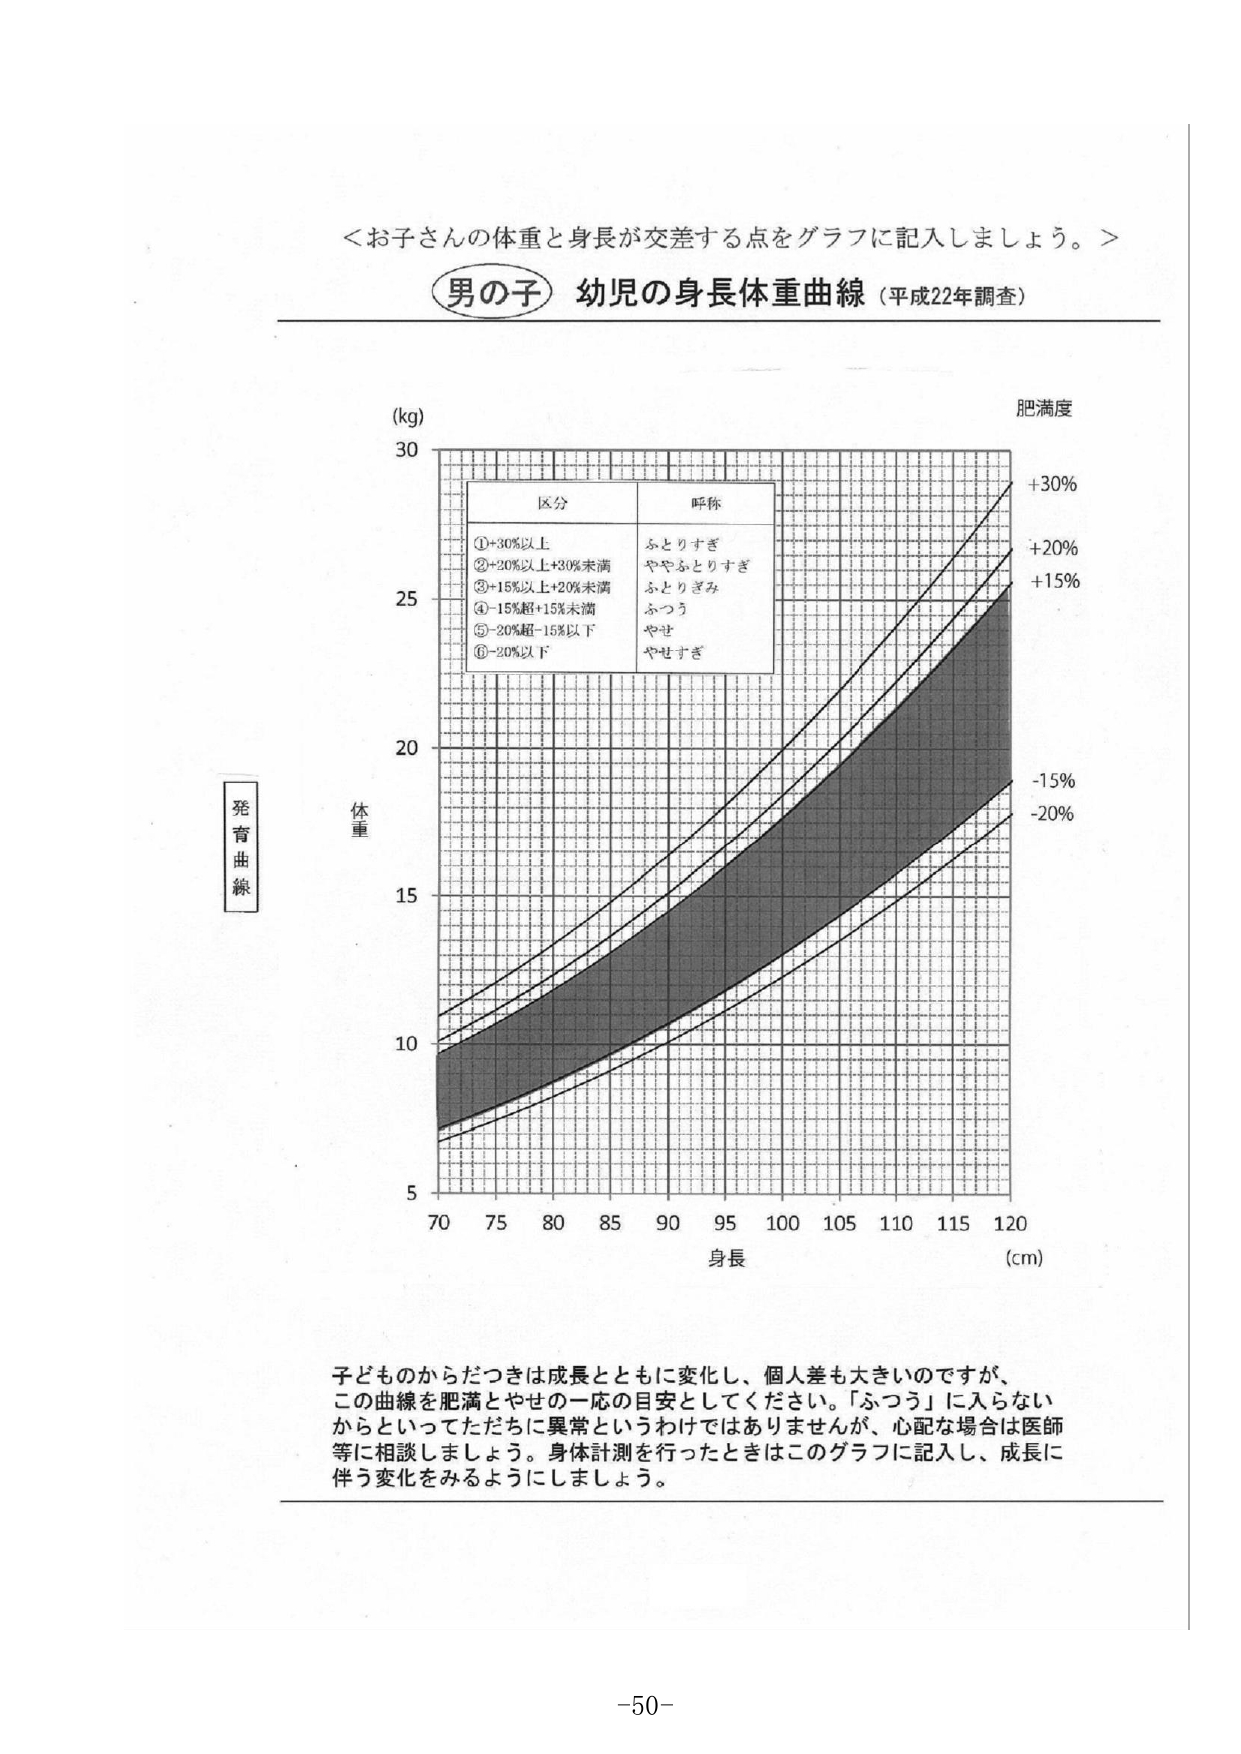 ＜お子さんの体重と身長が交差する点をグラフに記入しましょう。＞
男の子 幼児の身長体重曲線（平成22年調査）
(kg)
肥満度
30
25
20
15
10
5
+30%
+20%
+15%
-15%
-20%
区分 呼称
①+30%以上 ふとりすぎ
②+20%以上+30%未満 ややふとりすぎ
③+15%以上+20%未満 ふとりぎみ
④-15%超+15%未満 ふつう
⑤-20%超-15%以下 やせ
⑥-20%以下 やせすぎ
体重
発育曲線
70 75 80 85 90 95 100 105 110 115 120
身長 (cm)
子どものからだつきは成長とともに変化し、個人差も大きいのですが、
この曲線を肥満とやせの一応の目安としてください。「ふつう」に入らない
からといってただちに異常というわけではありませんが、心配な場合は医師
等に相談しましょう。身体計測を行ったときはこのグラフに記入し、成長に
伴う変化をみるようにしましょう。
-50-